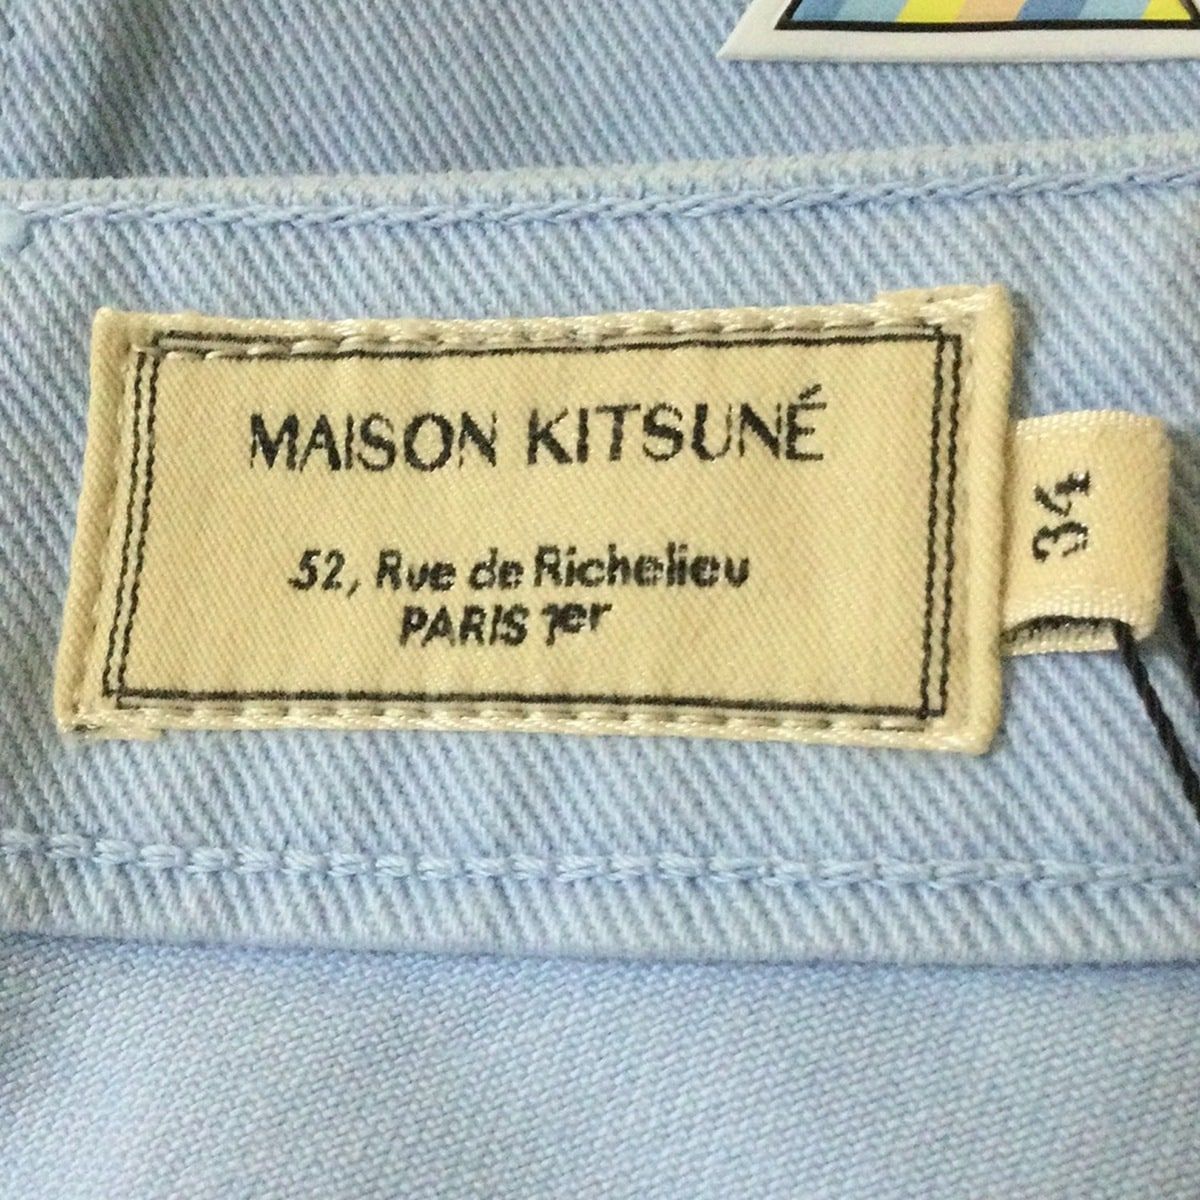 MAISON KITSUNÉ
52, Rue de Richelieu
PARIS 1er
34